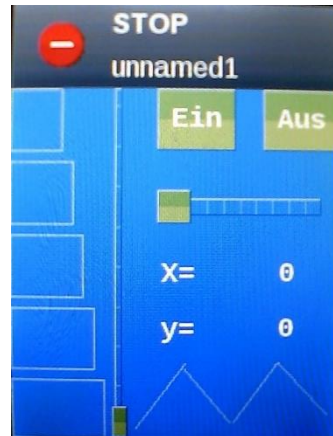 STOP
unnamed1
Ein Aus
X= 0
y= 0